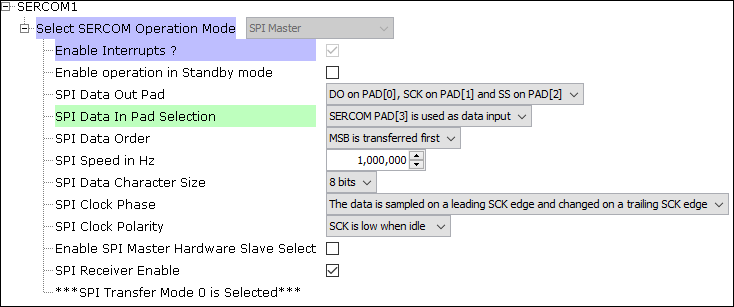 SERCOM1
Select SERCOM Operation Mode SPI Master
Enable Interrupts ?
Enable operation in Standby mode
SPI Data Out Pad DO on PAD[0], SCK on PAD[1] and SS on PAD[2]
SPI Data In Pad Selection SERCOM PAD[3] is used as data input
SPI Data Order MSB is transferred first
SPI Speed in Hz 1,000,000
SPI Data Character Size 8 bits
SPI Clock Phase The data is sampled on a leading SCK edge and changed on a trailing SCK edge
SPI Clock Polarity SCK is low when idle
Enable SPI Master Hardware Slave Select
SPI Receiver Enable
***SPI Transfer Mode 0 is Selected***